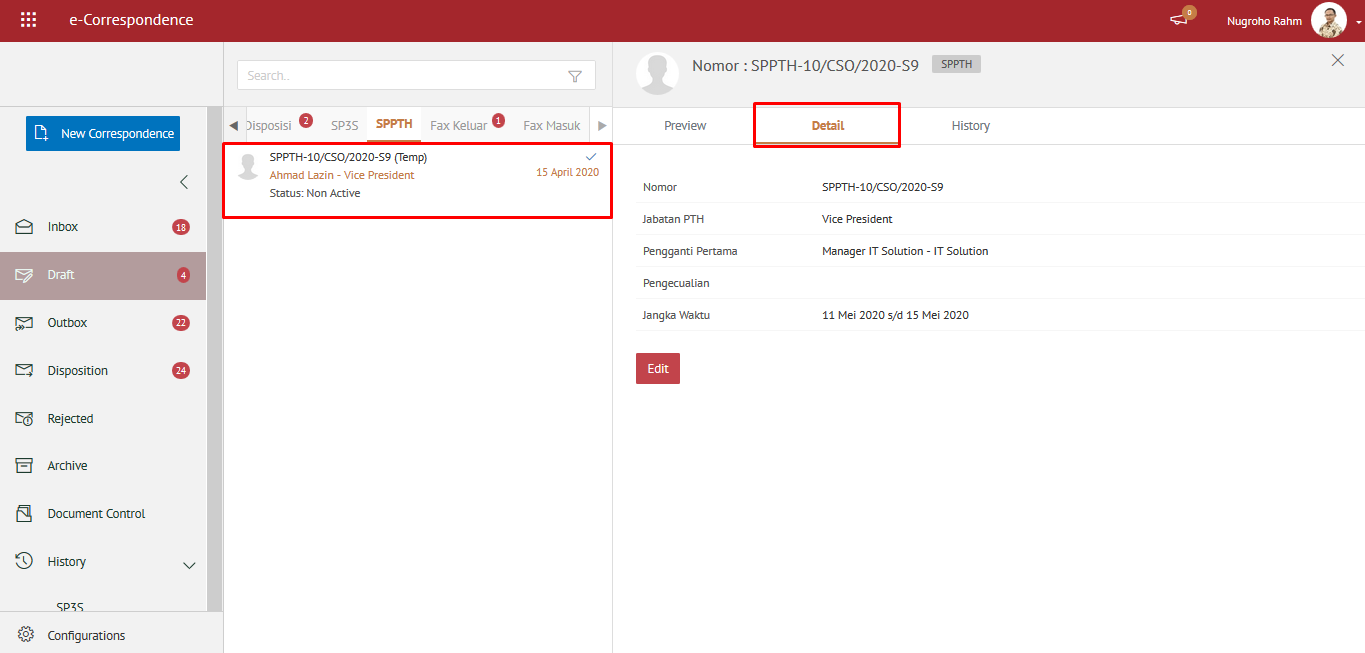 e-Correspondence
0
Nugroho Rahm
New Correspondence
Inbox 18
Draft 4
Outbox 22
Disposition 24
Rejected
Archive
Document Control
History
SP3S
Configurations
Search..
Disposisi 2 SP3S SPPTH Fax Keluar 1 Fax Masuk
SPPTH-10/CSO/2020-S9 (Temp)
Ahmad Lazin - Vice President 15 April 2020
Status: Non Active
Nomor : SPPTH-10/CSO/2020-S9 SPPTH
Preview Detail History
Nomor SPPTH-10/CSO/2020-S9
Jabatan PTH Vice President
Pengganti Pertama Manager IT Solution - IT Solution
Pengecualian
Jangka Waktu 11 Mei 2020 s/d 15 Mei 2020
Edit